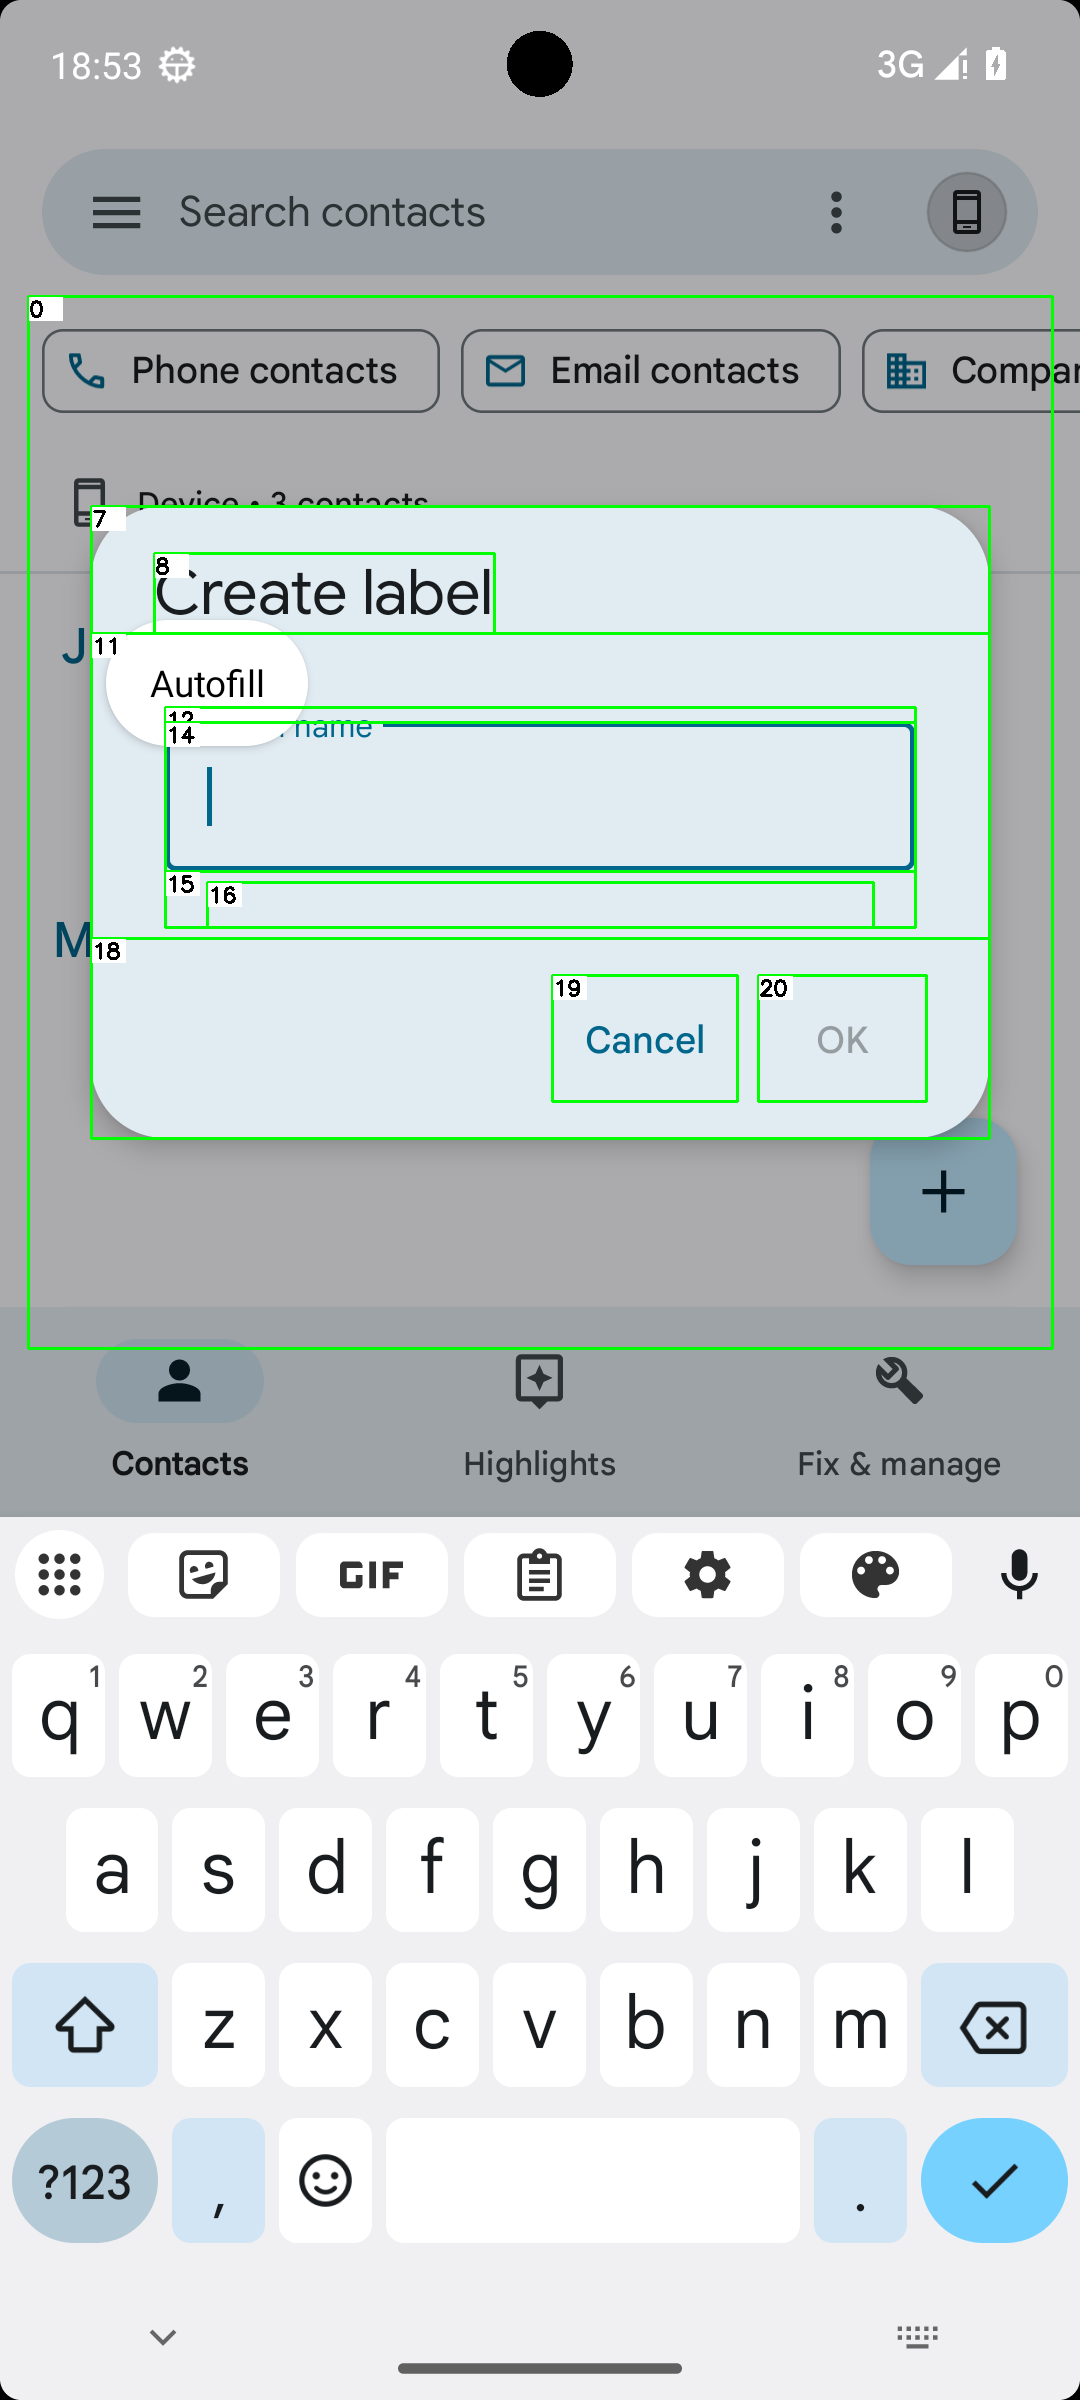 18:53
3G
Search contacts
0
Phone contacts
Email contacts
Compan
Device • 3 contacts
7
8
Create label
J
11
Autofill
12
14
name
15
16
M
18
19
20
Cancel
OK
Contacts
Highlights
Fix & manage
GIF
1 2 3 4 5 6 7 8 9 0
q w e r t y u i o p
a s d f g h j k l
z x c v b n m
?123 , .